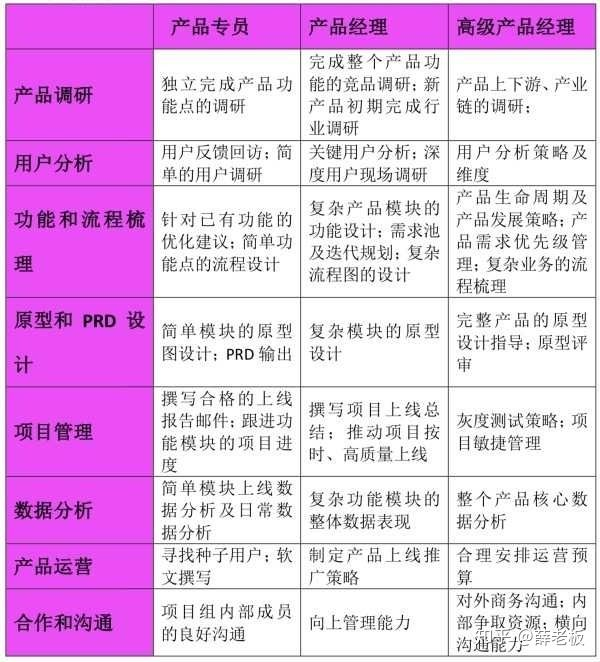 产品专员
产品经理
高级产品经理
产品调研
独立完成产品功
能点的调研
完成整个产品功
能的竞品调研；新
产品初期完成行
业调研
产品上下游、产业
链的调研；
用户分析
用户反馈回访；简
单的用户调研
关键用户分析；深
度用户现场调研
用户分析策略及
维度
功能和流程梳
理
针对已有功能的
优化建议；简单功
能点的流程设计
复杂产品模块的
功能设计；需求池
及迭代规划；复杂
流程图的设计
产品生命周期及
产品发展策略；产
品需求优先级管
理；复杂业务的流
程梳理
原型和 PRD 设
计
简单模块的原型
图设计；PRD 输出
复杂模块的原型
设计
完整产品的原型
设计指导；原型评
审
项目管理
撰写合格的上线
报告邮件；跟进功
能模块的项目进
度
撰写项目上线总
结；推动项目按
时、高质量上线
灰度测试策略；项
目敏捷管理
数据分析
简单模块上线数
据分析及日常数
据分析
复杂功能模块的
整体数据表现
整个产品核心数
据分析
产品运营
寻找种子用户；软
文撰写
制定产品上线推
广策略
合理安排运营预
算
合作和沟通
项目组内部成员
的良好沟通
向上管理能力
对外商务沟通；内
部争取资源；横向
沟通能力
知乎 @薛老板